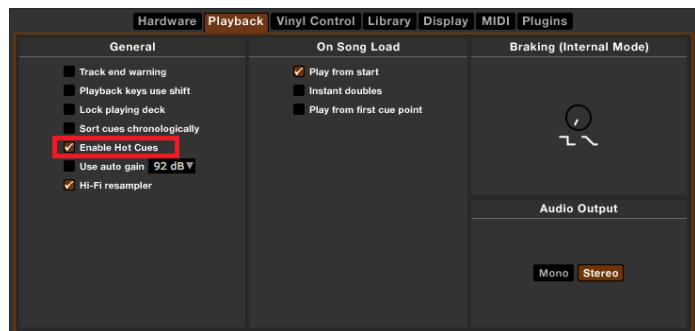 Hardware Playback Vinyl Control Library Display MIDI Plugins
General
Track end warning
Playback keys use shift
Lock playing deck
Sort cues chronologically
Enable Hot Cues
Use auto gain 92 dB
Hi-Fi resampler
On Song Load
Play from start
Instant doubles
Play from first cue point
Braking (Internal Mode)
Audio Output
Mono Stereo